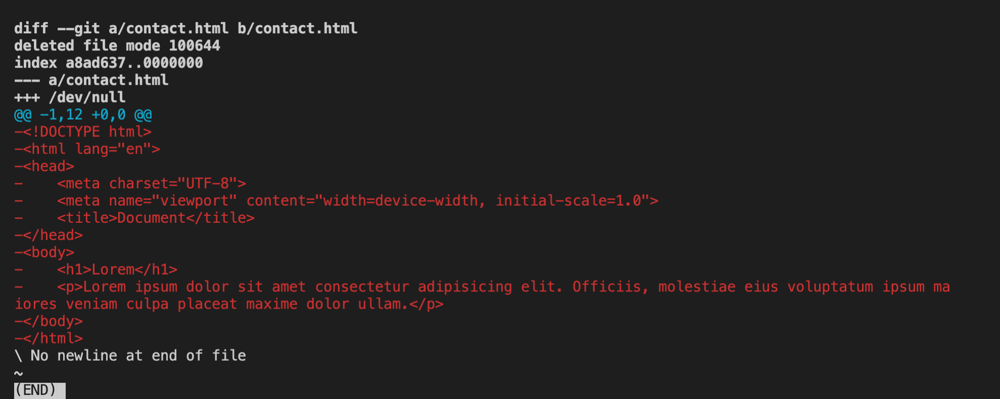 diff --git a/contact.html b/contact.html
deleted file mode 100644
index a8ad637..0000000
--- a/contact.html
+++ /dev/null
@@ -1,12 +0,0 @@
-<!DOCTYPE html>
-<html lang="en">
-<head>
-    <meta charset="UTF-8">
-    <meta name="viewport" content="width=device-width, initial-scale=1.0">
-    <title>Document</title>
-</head>
-<body>
-    <h1>Lorem</h1>
-    <p>Lorem ipsum dolor sit amet consectetur adipisicing elit. Officiis, molestiae eius voluptatum ipsum ma
iores veniam culpa placeat maxime dolor ullam.</p>
-</body>
-</html>
\ No newline at end of file
~
(END)